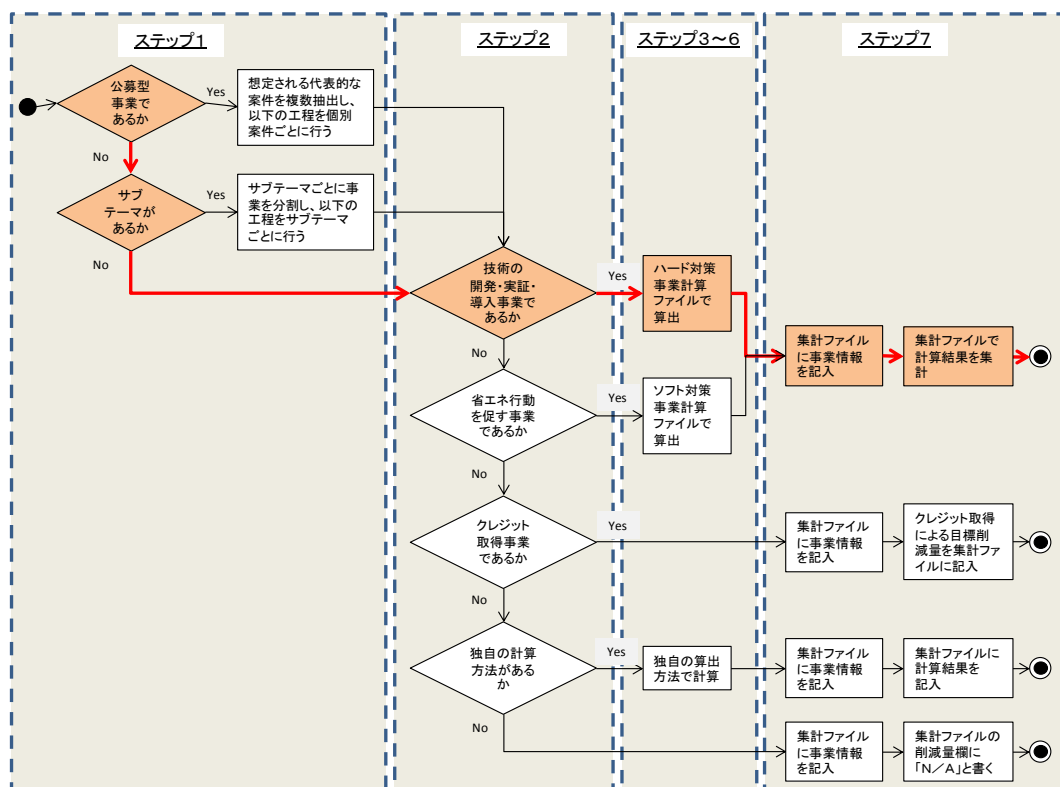 ステップ1
公募型
事業で
あるか
Yes
想定される代表的な
案件を複数抽出し、
以下の工程を個別
案件ごとに行う
No
サブ
テーマが
あるか
Yes
サブテーマごとに事
業を分割し、以下の
工程をサブテーマ
ごとに行う
No
ステップ2
技術の
開発・実証・
導入事業で
あるか
Yes
No
省エネ行動
を促す事業
であるか
Yes
No
クレジット
取得事業
であるか
Yes
No
独自の計算
方法がある
か
Yes
No
ステップ3~6
ハード対策
事業計算
ファイルで
算出
ソフト対策
事業計算
ファイルで
算出
独自の算出
方法で計算
ステップ7
集計ファイル
に事業情報
を記入
集計ファイルで
計算結果を集
計
集計ファイル
に事業情報
を記入
クレジット取得
による目標削
減量を集計ファ
イルに記入
集計ファイル
に事業情報
を記入
集計ファイルに
計算結果を
記入
集計ファイル
に事業情報
を記入
集計ファイルの
削減量欄に
「N/A」と書く